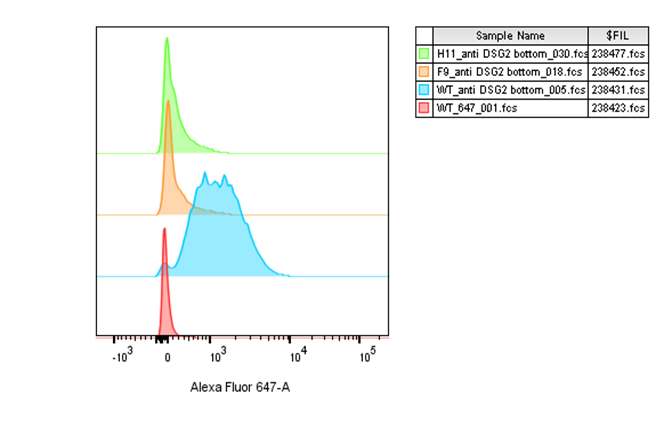 Sample Name $FIL
H11_anti DSG2 bottom_030.fcs 238477.fcs
F9_anti DSG2 bottom_018.fcs 238452.fcs
WT_anti DSG2 bottom_005.fcs 238431.fcs
WT_647_001.fcs 238423.fcs
-10³ 0 10³ 10⁴ 10⁵
Alexa Fluor 647-A